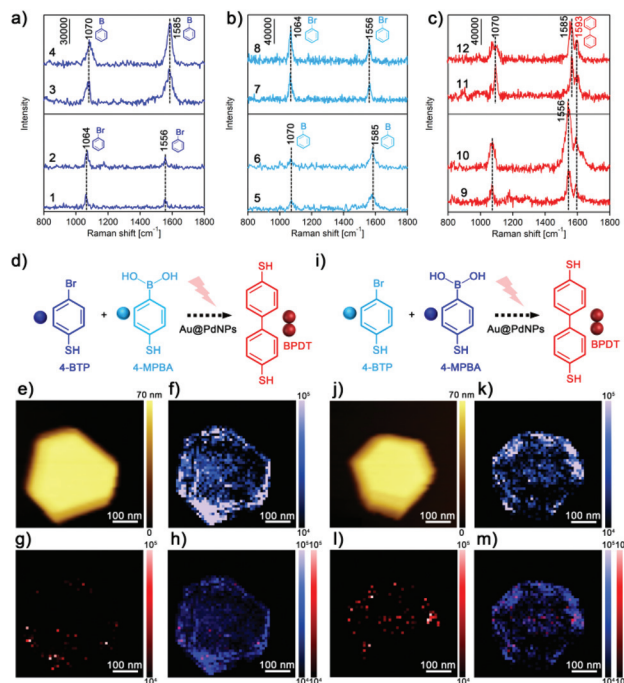 a)
30000
1070
B
1585
B
4
3
1064
Br
1556
Br
2
1
Intensity
800 1000 1200 1400 1600 1800
Raman shift [cm⁻¹]
b)
40000
1064
Br
1556
Br
8
7
1070
B
1585
B
6
5
Intensity
800 1000 1200 1400 1600 1800
Raman shift [cm⁻¹]
c)
40000
1070
1585
1593
12
11
1556
10
9
Intensity
800 1000 1200 1400 1600 1800
Raman shift [cm⁻¹]
d)
Br
SH
4-BTP
+
HO B OH
SH
4-MPBA
Au@PdNPs
SH
SH
BPDT
i)
Br
SH
4-BTP
+
HO B OH
SH
4-MPBA
Au@PdNPs
SH
SH
BPDT
e)
70 nm
0
100 nm
f)
10⁵
10⁴
100 nm
j)
70 nm
0
100 nm
k)
10⁵
10⁴
100 nm
g)
10⁵
10⁴
100 nm
h)
10⁵ 10⁵
10⁴ 10⁴
100 nm
l)
10⁵
10⁴
100 nm
m)
100 nm